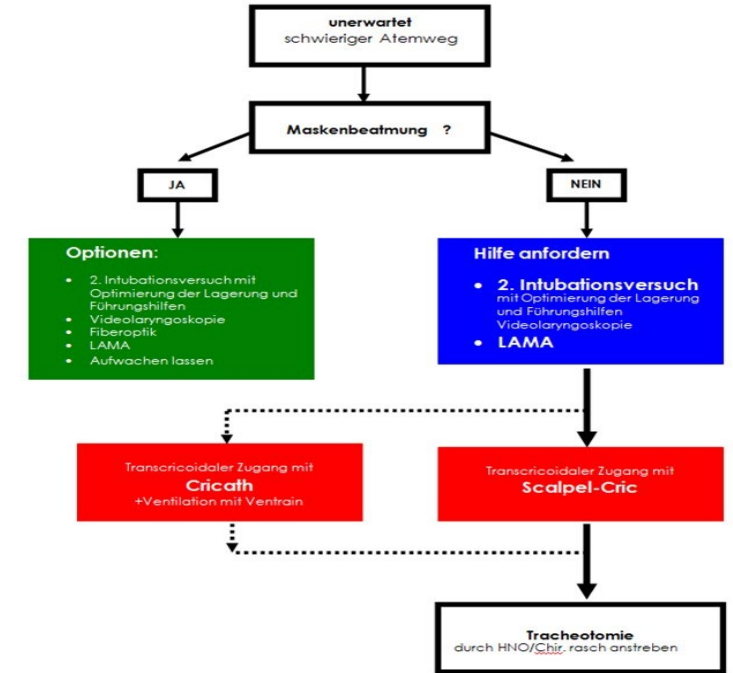 unerwartet
schwieriger Atemweg
Maskenbeatmung ?
JA
NEIN
Optionen:
• 2. Intubationsversuch mit
Optimierung der Lagerung und
Führungshilfen
• Videolaryngoskopie
• Fiberoptik
• LAMA
• Aufwachen lassen
Hilfe anfordern
• 2. Intubationsversuch
mit Optimierung der Lagerung
und Führungshilfen
Videolaryngoskopie
• LAMA
Transcricoidaler Zugang mit
Cricath
+Ventilation mit Ventrain
Transcricoidaler Zugang mit
Scalpel-Cric
Tracheotomie
durch HNO/Chir. rasch anstreben